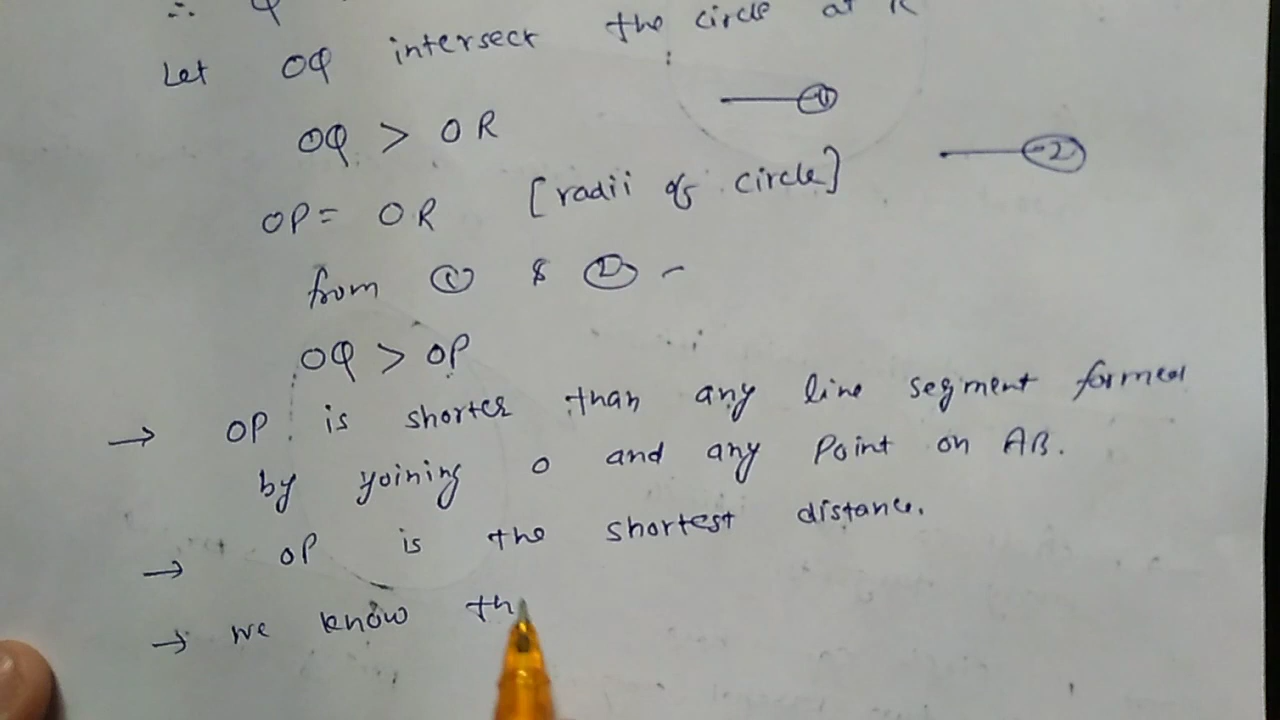 ∴ Q
Let OQ intersect the circle at R
OQ > OR —①
OP = OR [radii of circle] —②
from ① & ② -
OQ > OP
→ OP is shorter than any line segment formed
by yoining O and any Point on AB.
→ OP is the shortest distance.
→ we know th